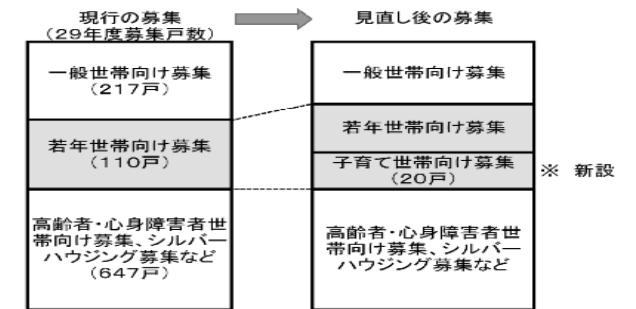 現行の募集
（29年度募集戸数）
一般世帯向け募集
（217戸）
若年世帯向け募集
（110戸）
高齢者・心身障害者世
帯向け募集、シルバー
ハウジング募集など
（647戸）
見直し後の募集
一般世帯向け募集
若年世帯向け募集
子育て世帯向け募集
（20戸）
※ 新設
高齢者・心身障害者世
帯向け募集、シルバー
ハウジング募集など